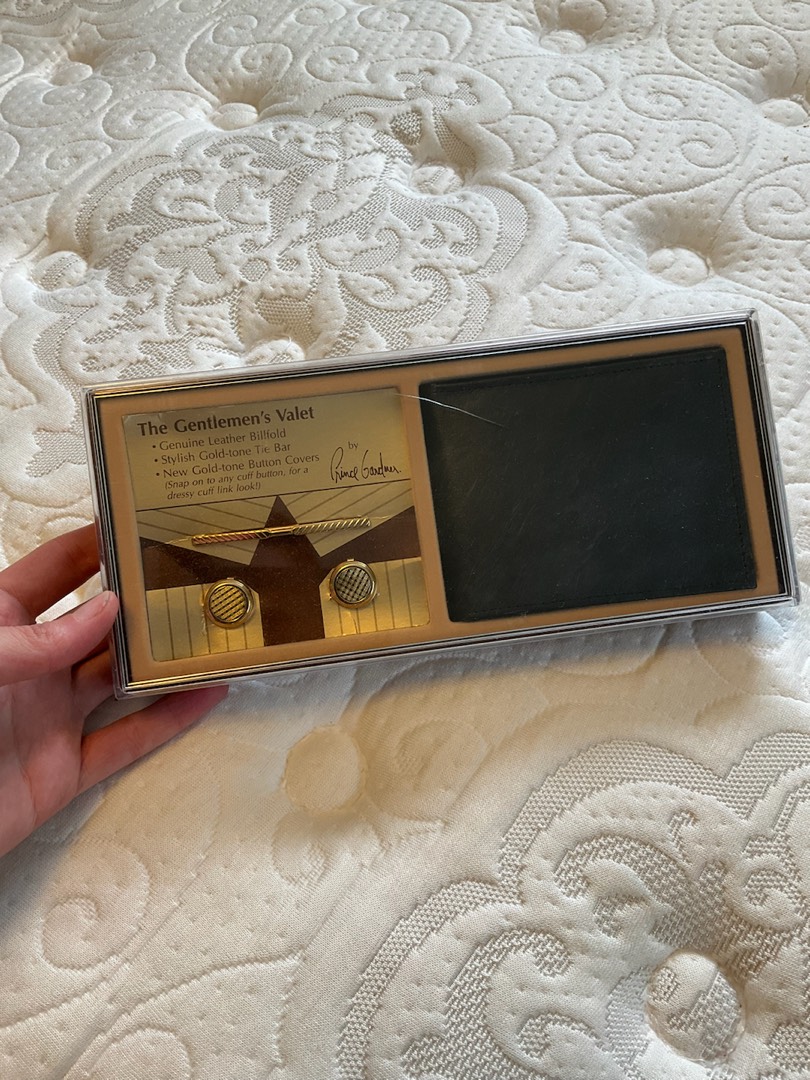 The Gentlemen's Valet
• Genuine Leather Billfold
• Stylish Gold-tone Tie Bar
• New Gold-tone Button Covers
(Snap on to any cuff button, for a
dressy cuff link look!)
by
Prince Gardner.